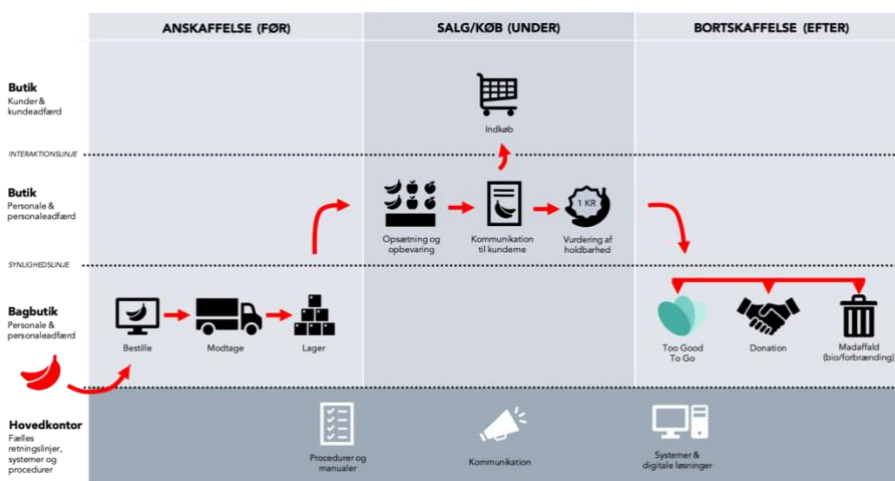 ANSKAFFELSE (FØR)
SALG/KØB (UNDER)
BORTSKAFFELSE (EFTER)
Butik
Kunder &
kundeadfærd
Indkøb
INTERAKTIONSLINJE
Butik
Personale &
personaleadfærd
1 KR
Opsætning og
opbevaring
Kommunikation
til kunderne
Vurdering af
holdbarhed
SYNLIGHEDSLINJE
Bagbutik
Personale &
personaleadfærd
Bestille
Modtage
Lager
Too Good
To Go
Donation
Madaffald
(bio/forbrænding)
Hovedkontor
Fælles
retningslinjer,
systemer og
procedurer
Procedurer og
manualer
Kommunikation
Systemer &
digitale løsninger